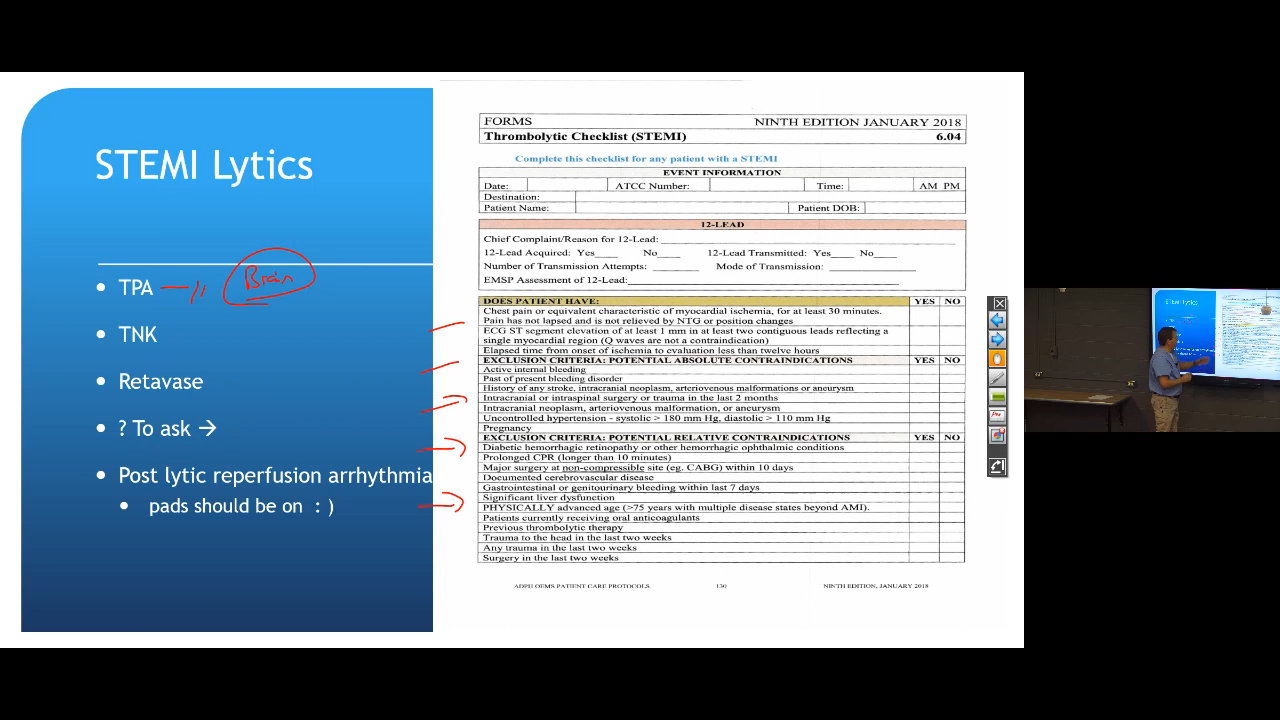 STEMI Lytics
TPA
Brain
TNK
Retavase
? To ask →
Post lytic reperfusion arrhythmia
pads should be on : )
FORMS NINTH EDITION JANUARY 2018
Thrombolytic Checklist (STEMI) 6.04
Complete this checklist for any patient with a STEMI
EVENT INFORMATION
Date: ATCC Number: Time: AM PM
Destination:
Patient Name: Patient DOB:
12-LEAD
Chief Complaint/Reason for 12-Lead:
12-Lead Acquired: Yes___ No___ 12-Lead Transmitted: Yes___ No___
Number of Transmission Attempts: ______ Mode of Transmission: ______
EMSP Assessment of 12-Lead:
DOES PATIENT HAVE: YES NO
Chest pain or equivalent characteristic of myocardial ischemia, for at least 30 minutes.
Pain has not lapsed and is not relieved by NTG or position changes
ECG ST segment elevation of at least 1 mm in at least two contiguous leads reflecting a
single myocardial region (Q waves are not a contraindication)
Elapsed time from onset of ischemia to evaluation less than twelve hours
EXCLUSION CRITERIA: POTENTIAL ABSOLUTE CONTRAINDICATIONS YES NO
Active internal bleeding
Past of present bleeding disorder
History of any stroke, intracranial neoplasm, arteriovenous malformations or aneurysm
Intracranial or intraspinal surgery or trauma in the last 2 months
Intracranial neoplasm, arteriovenous malformation, or aneurysm
Uncontrolled hypertension - systolic > 180 mm Hg, diastolic > 110 mm Hg
Pregnancy
EXCLUSION CRITERIA: POTENTIAL RELATIVE CONTRAINDICATIONS YES NO
Diabetic hemorrhagic retinopathy or other hemorrhagic ophthalmic conditions
Prolonged CPR (longer than 10 minutes)
Major surgery at non-compressible site (eg. CABG) within 10 days
Documented cerebrovascular disease
Gastrointestinal or genitourinary bleeding within last 7 days
Significant liver dysfunction
PHYSICALLY advanced age (>75 years with multiple disease states beyond AMI).
Patients currently receiving oral anticoagulants
Previous thrombolytic therapy
Trauma to the head in the last two weeks
Any trauma in the last two weeks
Surgery in the last two weeks
ADPH OEMS PATIENT CARE PROTOCOLS 130 NINTH EDITION, JANUARY 2018
STEMI Lytics